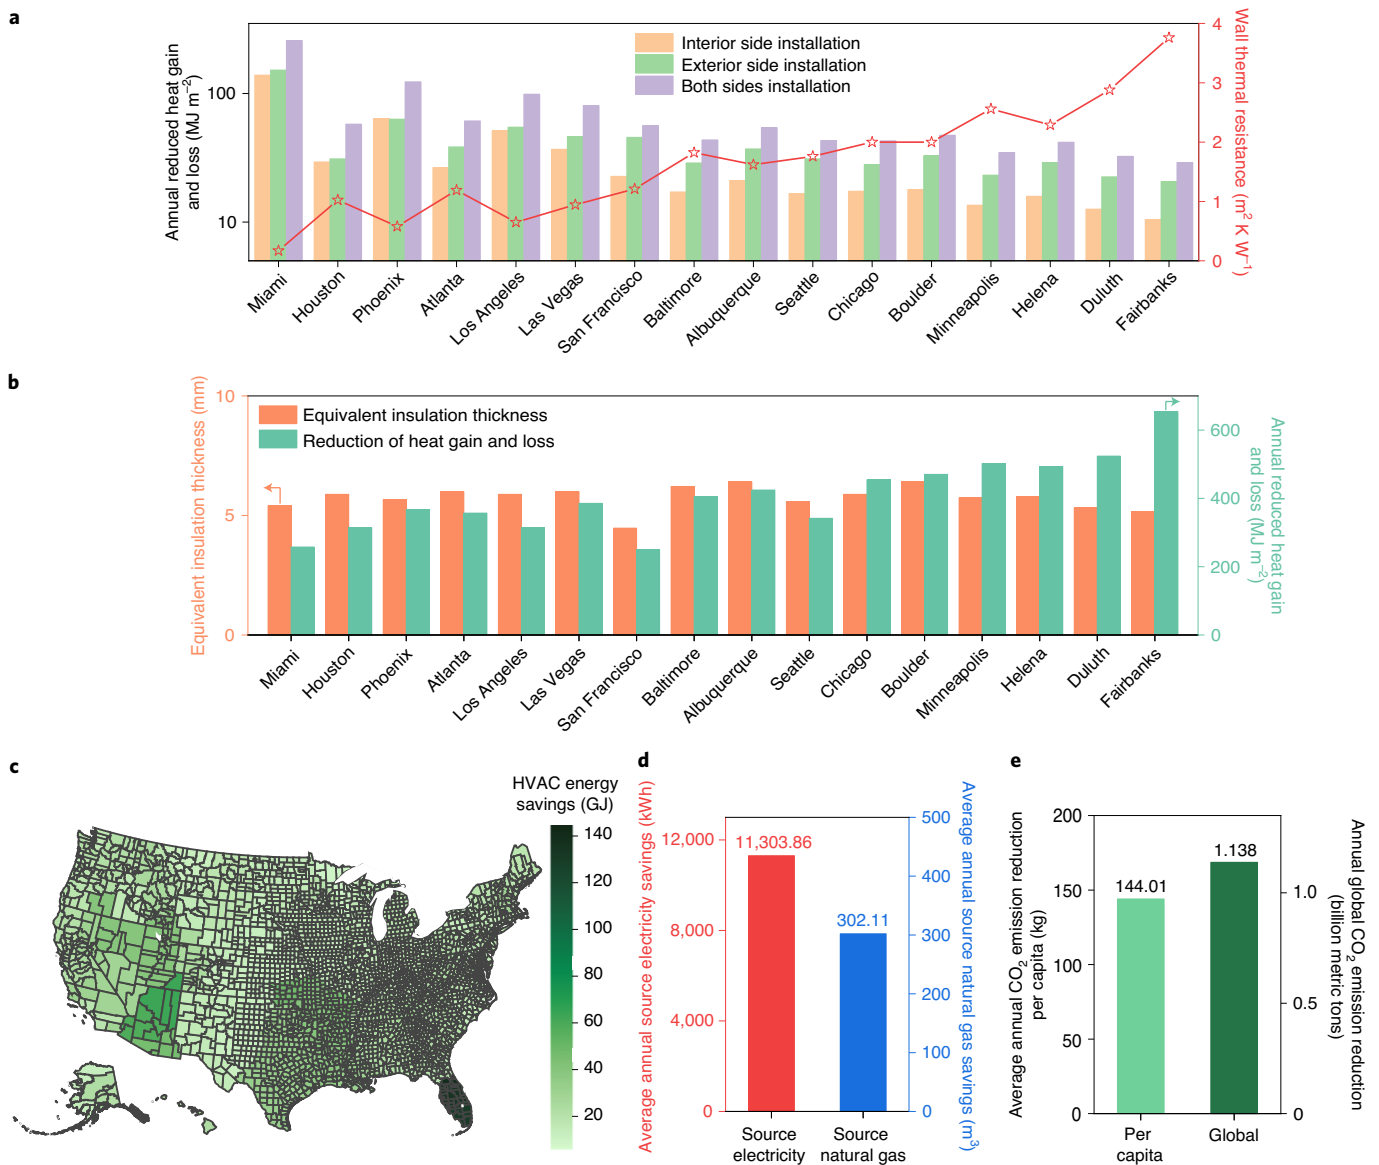 a
Annual reduced heat gain
and loss (MJ m⁻²)
100
10
Interior side installation
Exterior side installation
Both sides installation
4
3
2
1
0
Wall thermal resistance (m² K W⁻¹)
Miami
Houston
Phoenix
Atlanta
Los Angeles
Las Vegas
San Francisco
Baltimore
Albuquerque
Seattle
Chicago
Boulder
Minneapolis
Helena
Duluth
Fairbanks
b
Equivalent insulation thickness (mm)
10
5
0
Equivalent insulation thickness
Reduction of heat gain and loss
600
400
200
0
Annual reduced heat gain
and loss (MJ m⁻²)
Miami
Houston
Phoenix
Atlanta
Los Angeles
Las Vegas
San Francisco
Baltimore
Albuquerque
Seattle
Chicago
Boulder
Minneapolis
Helena
Duluth
Fairbanks
c
HVAC energy
savings (GJ)
140
120
100
80
60
40
20
d
Average annual source electricity savings (kWh)
12,000
8,000
4,000
0
11,303.86
302.11
500
400
300
200
100
0
Average annual source natural gas savings (m³)
Source
electricity
Source
natural gas
e
Average annual CO₂ emission reduction
per capita (kg)
200
150
100
50
0
144.01
1.138
1.0
0.5
0
Annual global CO₂ emission reduction
(billion metric tons)
Per
capita
Global